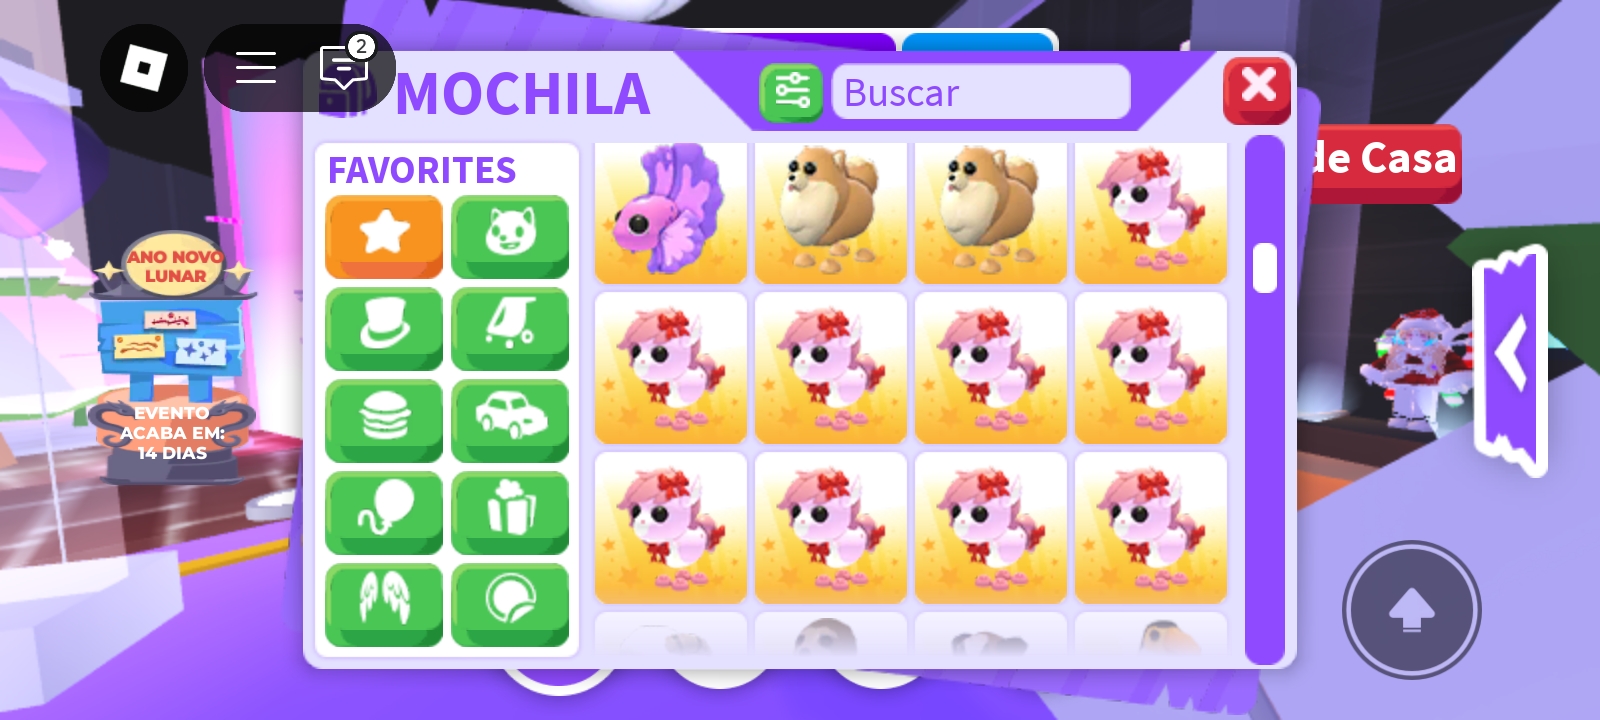 2
MOCHILA
Buscar
FAVORITES
de Casa
ANO NOVO
LUNAR
EVENTO
ACABA EM:
14 DIAS